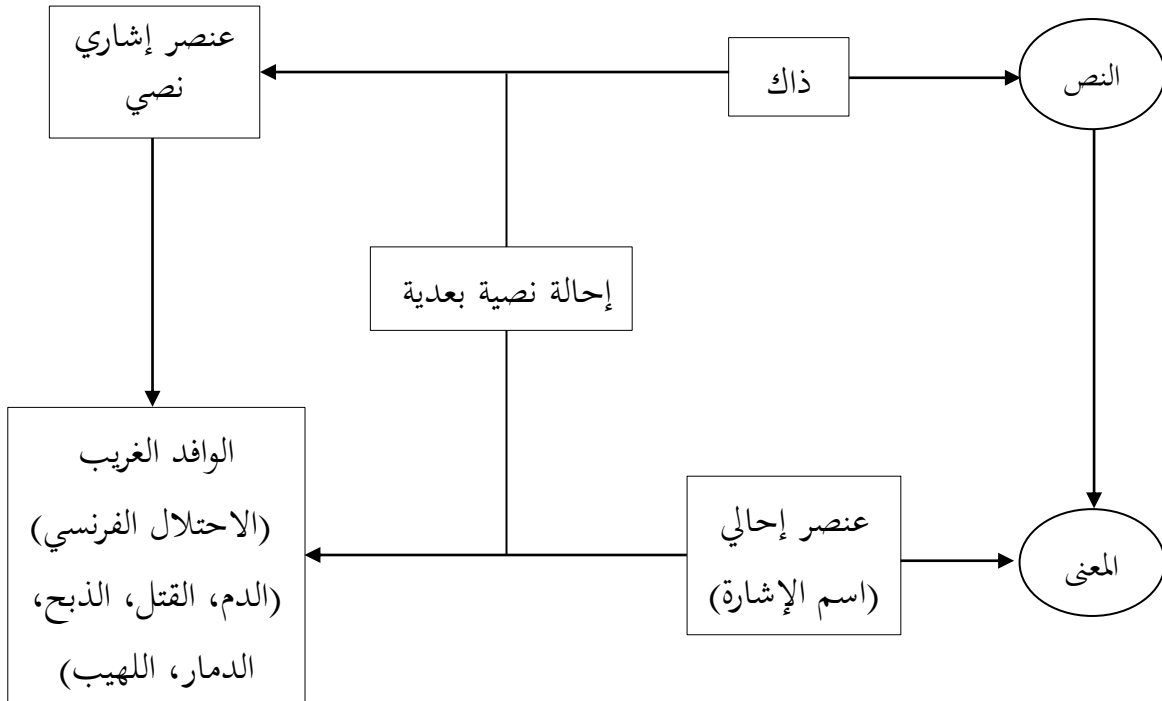 النص
ذاك
عنصر إشاري
نصي
إحالة نصية بعدية
المعنى
عنصر إحالي
(اسم الإشارة)
الوافد الغريب
(الاحتلال الفرنسي)
(الدم، القتل، الذبح،
الدمار، اللهيب)